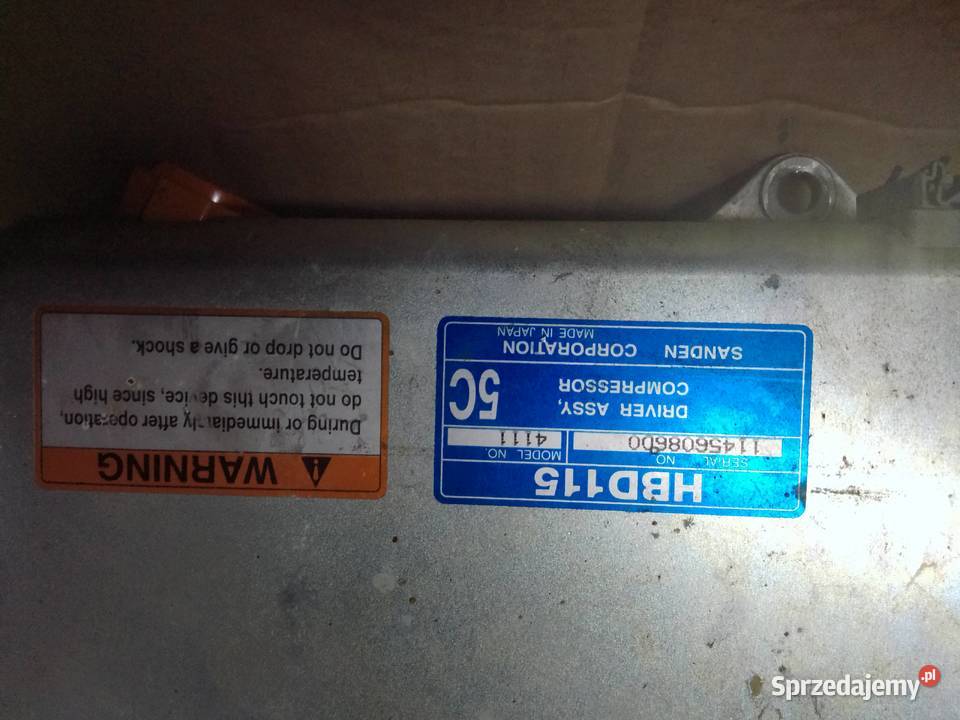 HBD115
SERIAL NO. MODEL NO.
11456086D0 4111
DRIVER ASSY,
COMPRESSOR
5C
SANDEN CORPORATION
MADE IN JAPAN
WARNING
During or immediately after operation,
do not touch this device, since high
temperature.
Do not drop or give a shock.
Sprzedajemy.pl